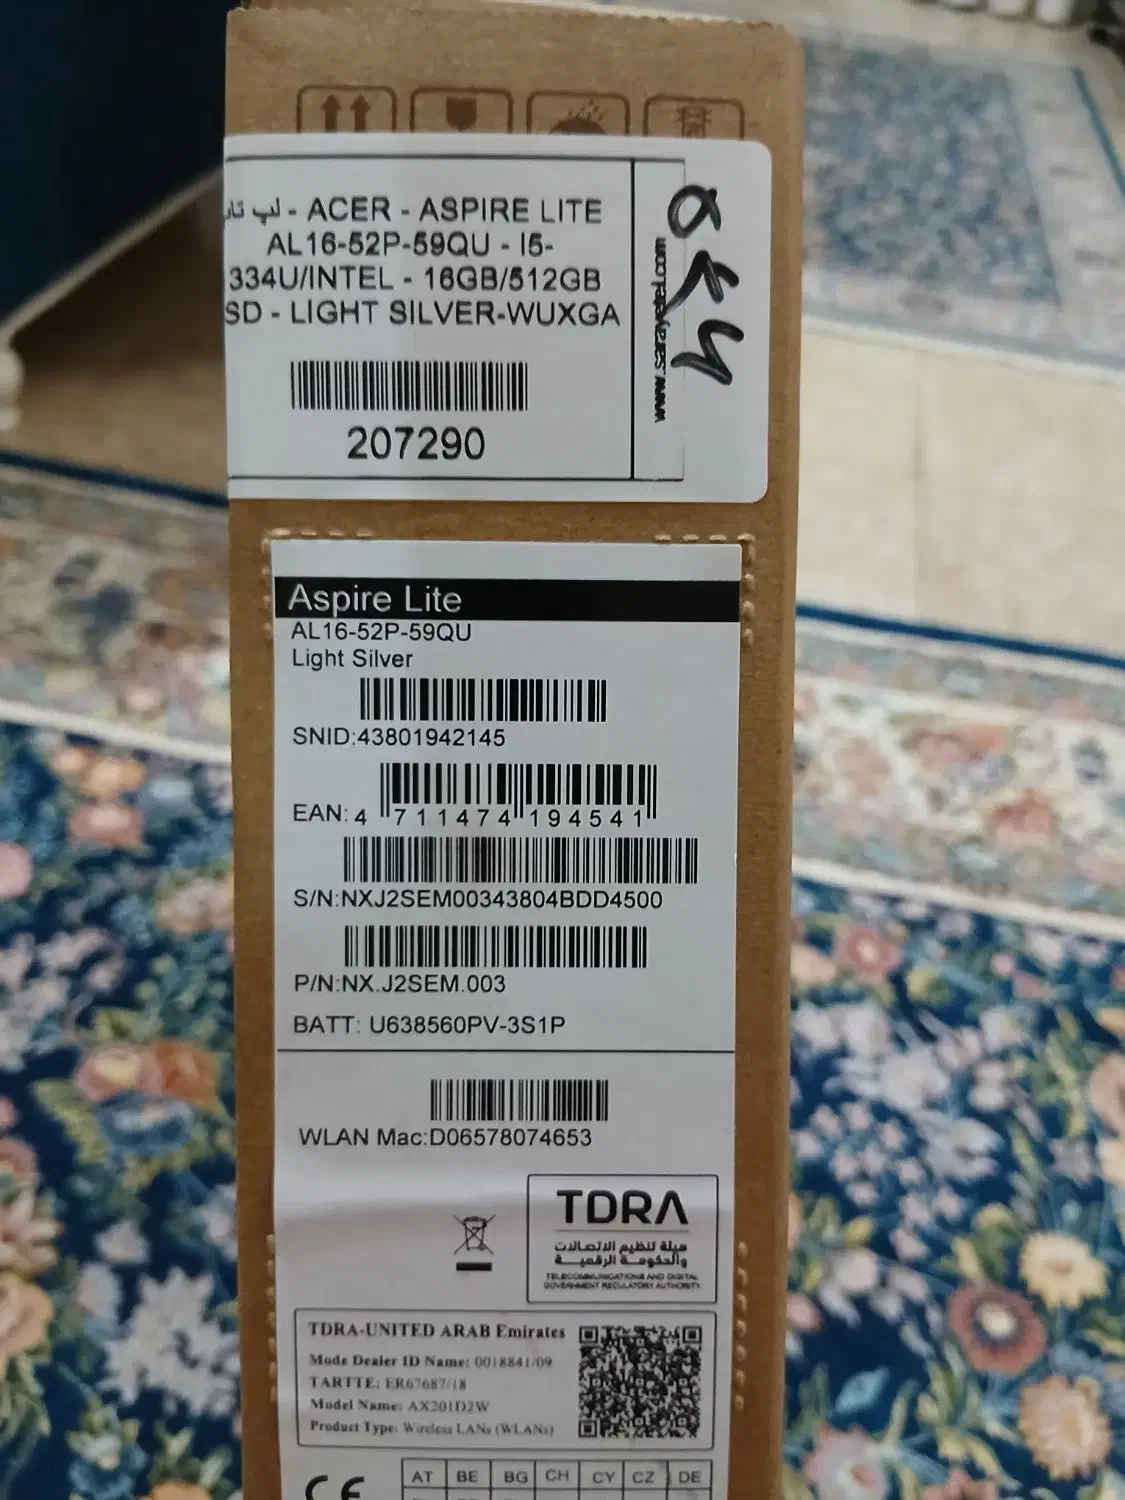 لپ تاپ - ACER - ASPIRE LITE
AL16-52P-59QU - I5-
334U/INTEL - 16GB/512GB
SD - LIGHT SILVER-WUXGA
207290
www.sarayeetel.com
Aspire Lite
AL16-52P-59QU
Light Silver
SNID:43801942145
EAN: 4 711474 194541
S/N:NXJ2SEM00343804BDD4500
P/N:NX.J2SEM.003
BATT: U638560PV-3S1P
WLAN Mac:D06578074653
TDRA
هيئة تنظيم الاتصالات
والحكومة الرقمية
TELECOMMUNICATIONS AND DIGITAL
GOVERNMENT REGULATORY AUTHORITY
TDRA-UNITED ARAB Emirates
Mode Dealer ID Name: 0018841/09
TARTTE: ER67687/18
Model Name: AX201D2W
Product Type: Wireless LANs (WLANs)
CE
AT BE BG CH CY CZ DE